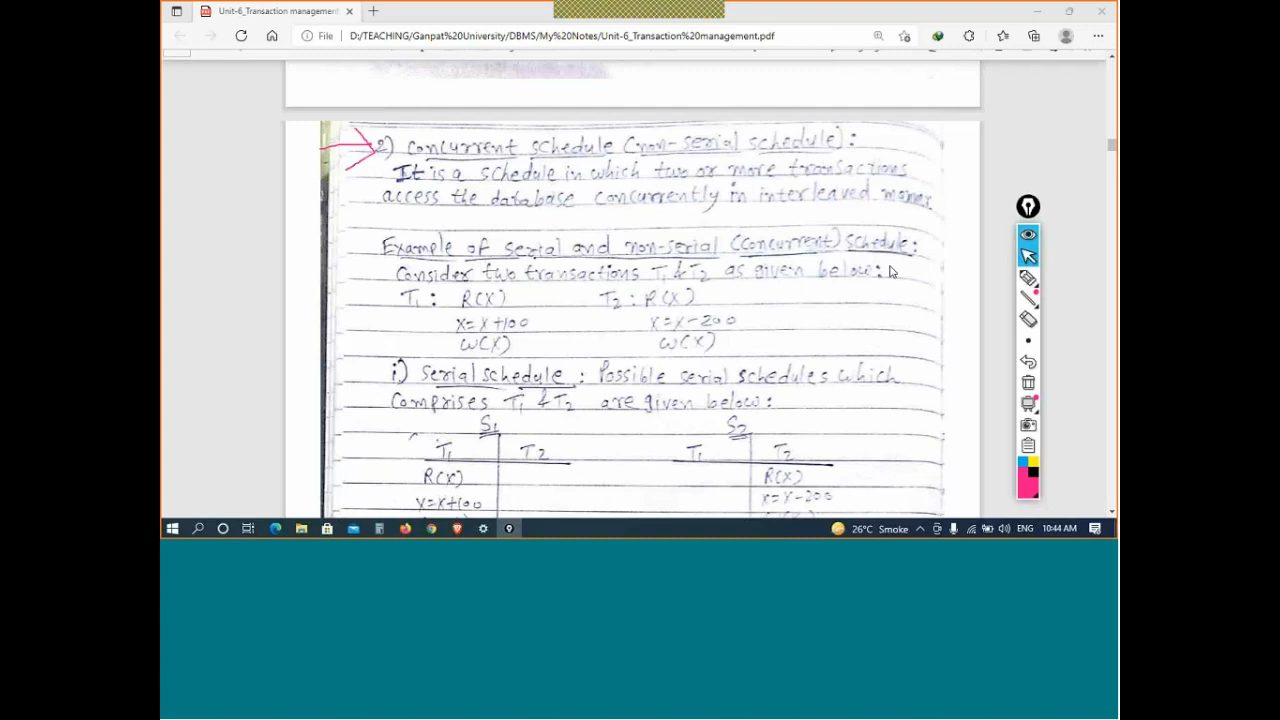 Unit-6_Transaction management
File D:/TEACHING/Ganpat%20University/DBMS/My%20Notes/Unit-6_Transaction%20management.pdf
2) Concurrent schedule (non-serial schedule):
It is a schedule in which two or more transactions
access the database concurrently in interleaved manner
Example of serial and non-serial (concurrent) schedule:
Consider two transactions T1 & T2 as given below:
T1: R(X) T2: R(X)
X=X+100 X=X-200
W(X) W(X)
i) Serial schedule: Possible serial schedules which
Comprises T1 & T2 are given below:
S1 S2
T1 T2 T1 T2
R(X) R(X)
X=X+100 X=X-200
26°C Smoke ENG 10:44 AM